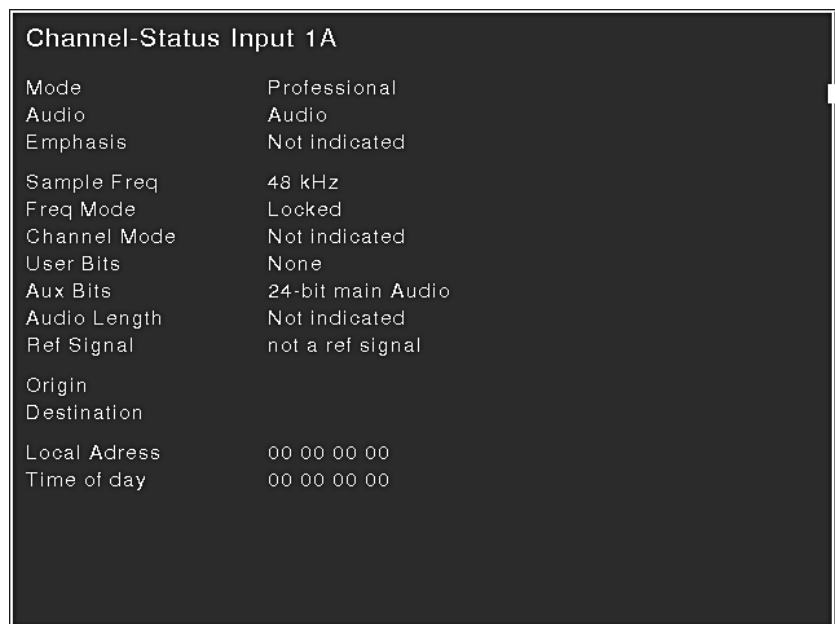 Channel-Status Input 1A
Mode Professional
Audio Audio
Emphasis Not indicated
Sample Freq 48 kHz
Freq Mode Locked
Channel Mode Not indicated
User Bits None
Aux Bits 24-bit main Audio
Audio Length Not indicated
Ref Signal not a ref signal
Origin
Destination
Local Adress 00 00 00 00
Time of day 00 00 00 00